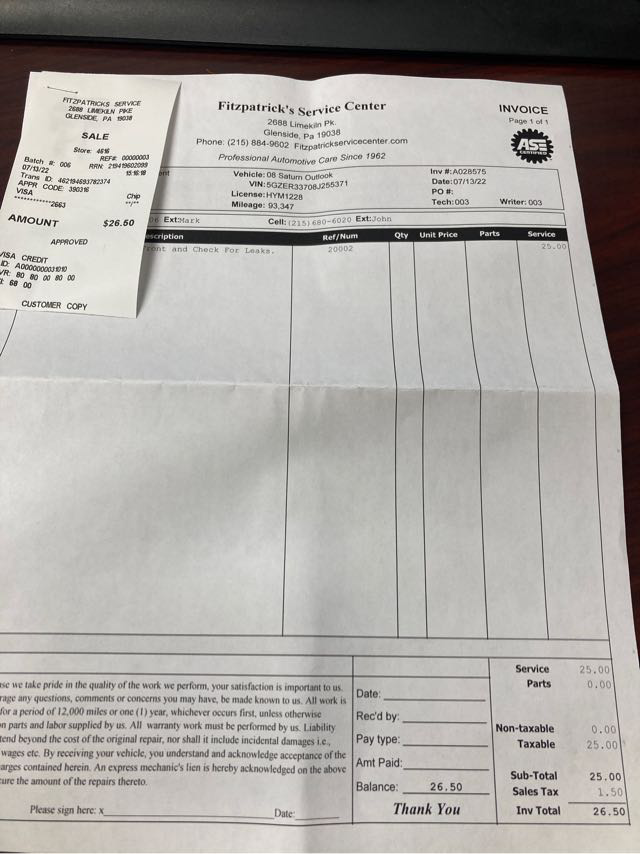 FITZPATRICKS SERVICE
2688 LIMEKILN PIKE
GLENSIDE, PA 19038
SALE
Store: 4616
REF#: 00000003
Batch #: 006
RRN: 219419602099
07/13/22
15:16:18
Trans ID: 462194693782374
APPR CODE: 390316
VISA
Chip
************2663
**/**
AMOUNT $26.50
APPROVED
VISA CREDIT
ID: A0000000031010
VR: 80 80 00 80 00
I: 68 00
CUSTOMER COPY
Fitzpatrick's Service Center
2688 Limekiln Pk.
Glenside, Pa 19038
Phone: (215) 884-9602 Fitzpatrickservicecenter.com
Professional Automotive Care Since 1962
INVOICE
Page 1 of 1
ASE
CERTIFIED
Vehicle: 08 Saturn Outlook
VIN: 5GZER33708J255371
License: HYM1228
Mileage: 93,347
Inv #: A028575
Date: 07/13/22
PO #:
Tech: 003 Writer: 003
06 Ext: Mark Cell: (215) 680-6020 Ext: John
escription Ref/Num Qty Unit Price Parts Service
ront and Check For Leaks. 20002 25.00
se we take pride in the quality of the work we perform, your satisfaction is important to us.
rage any questions, comments or concerns you may have, be made known to us. All work is
for a period of 12,000 miles or one (1) year, whichever occurs first, unless otherwise
n parts and labor supplied by us. All warranty work must be performed by us. Liability
tend beyond the cost of the original repair, nor shall it include incidental damages i.e.,
wages etc. By receiving your vehicle, you understand and acknowledge acceptance of the
arges contained herein. An express mechanic's lien is hereby acknowledged on the above
cure the amount of the repairs thereto.
Please sign here: x Date:
Date:
Rec'd by:
Pay type:
Amt Paid:
Balance: 26.50
Thank You
Service 25.00
Parts 0.00
Non-taxable 0.00
Taxable 25.00
Sub-Total 25.00
Sales Tax 1.50
Inv Total 26.50